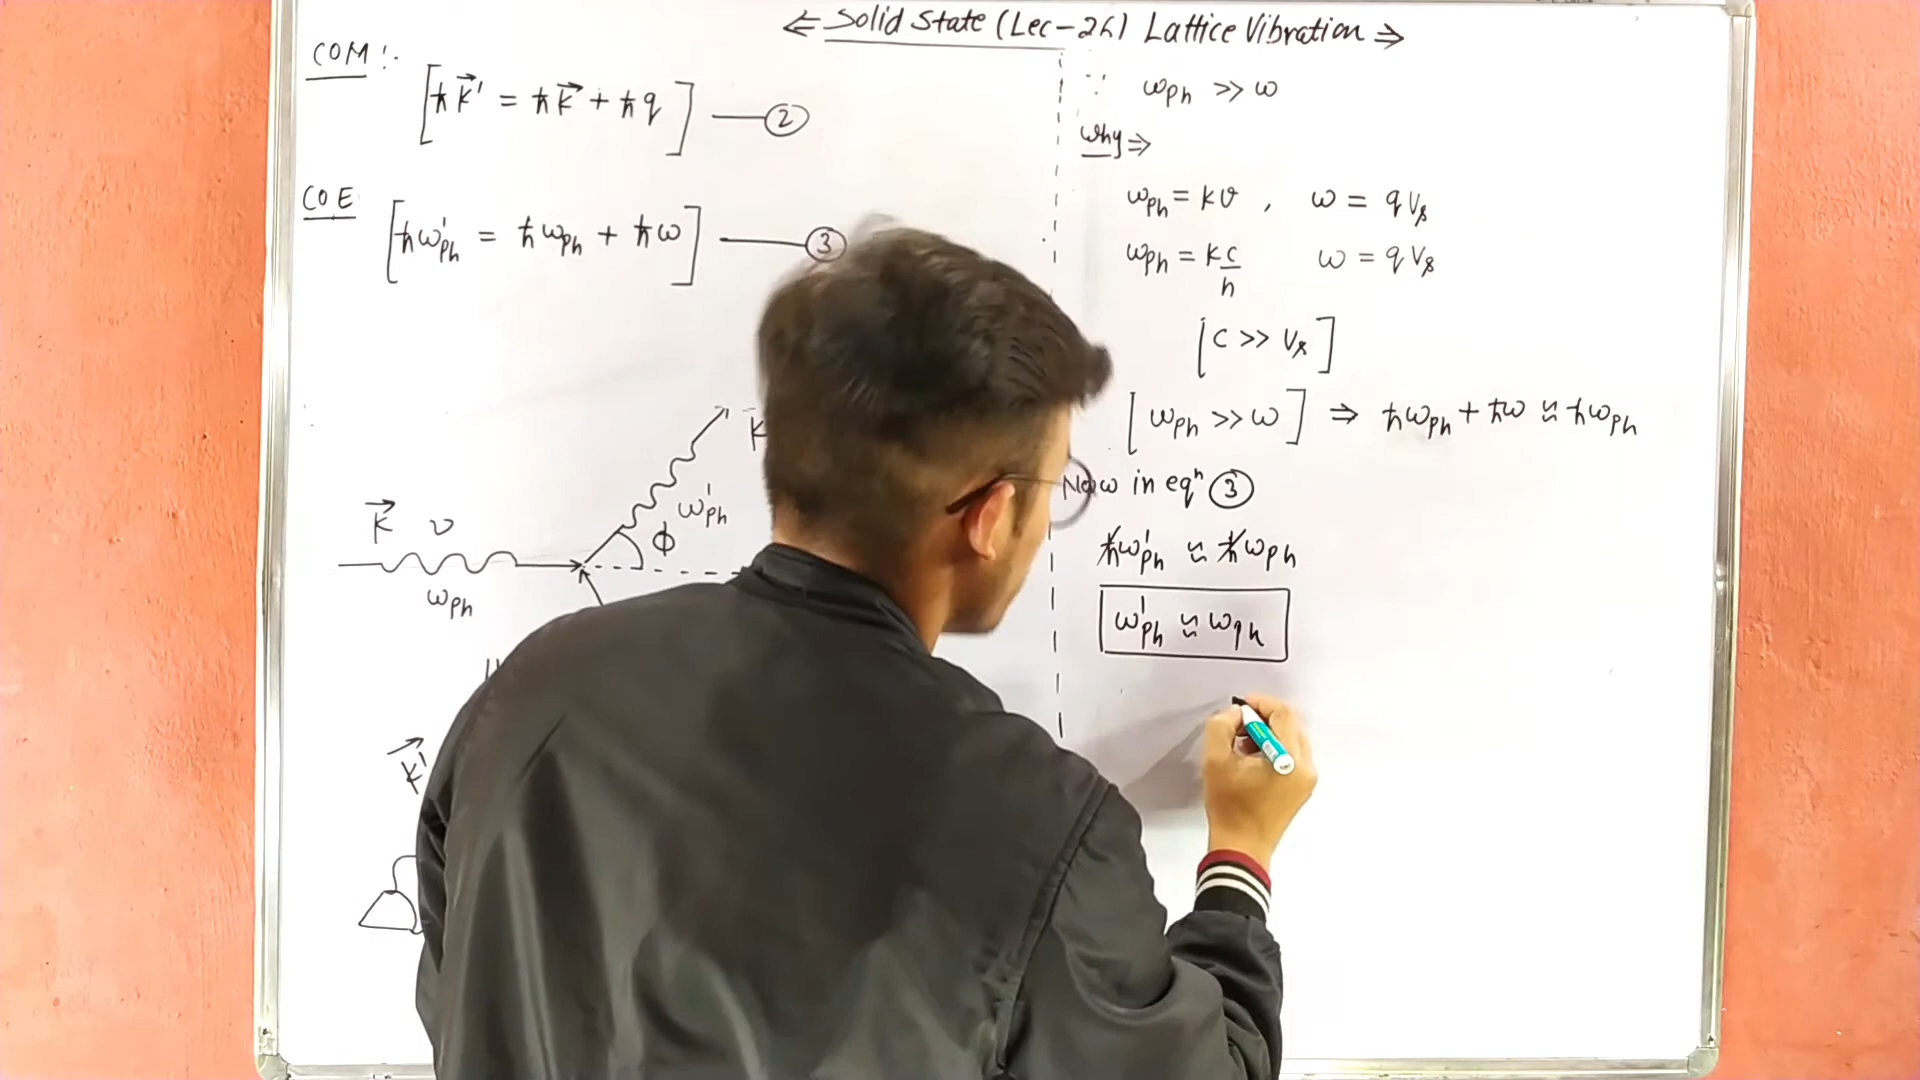 ⇐ Solid State (Lec-26) Lattice Vibration ⇒
COM :-
[ħk⃗' = ħk⃗ + ħq] — ②
COE
[ħω'ph = ħωph + ħω] — ③
k⃗ υ
ωph
ω'ph
ϕ
k
k⃗'
∵ ωph >> ω
Why ⇒
ωph = kυ , ω = qvs
ωph = k c/n ω = qvs
[c >> vs]
[ωph >> ω] ⇒ ħωph + ħω ≈ ħωph
Now in eqⁿ ③
ħω'ph ≈ ħωph
ω'ph ≈ ωph